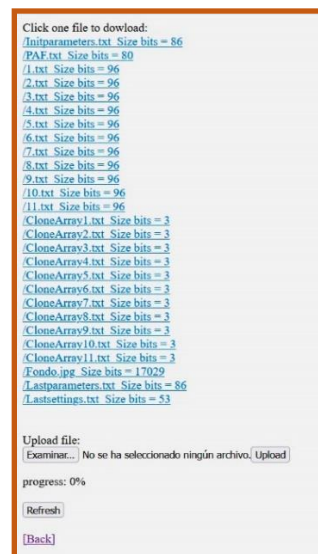 Click one file to dowload:
/Initparameters.txt Size bits = 86
/PAF.txt Size bits = 80
/1.txt Size bits = 96
/2.txt Size bits = 96
/3.txt Size bits = 96
/4.txt Size bits = 96
/5.txt Size bits = 96
/6.txt Size bits = 96
/7.txt Size bits = 96
/8.txt Size bits = 96
/9.txt Size bits = 96
/10.txt Size bits = 96
/11.txt Size bits = 96
/CloneArray1.txt Size bits = 3
/CloneArray2.txt Size bits = 3
/CloneArray3.txt Size bits = 3
/CloneArray4.txt Size bits = 3
/CloneArray5.txt Size bits = 3
/CloneArray6.txt Size bits = 3
/CloneArray7.txt Size bits = 3
/CloneArray8.txt Size bits = 3
/CloneArray9.txt Size bits = 3
/CloneArray10.txt Size bits = 3
/CloneArray11.txt Size bits = 3
/Fondo.jpg Size bits = 17029
/Lastparameters.txt Size bits = 86
/Lastsettings.txt Size bits = 53
Upload file:
Examinar... No se ha seleccionado ningún archivo. Upload
progress: 0%
Refresh
[Back]